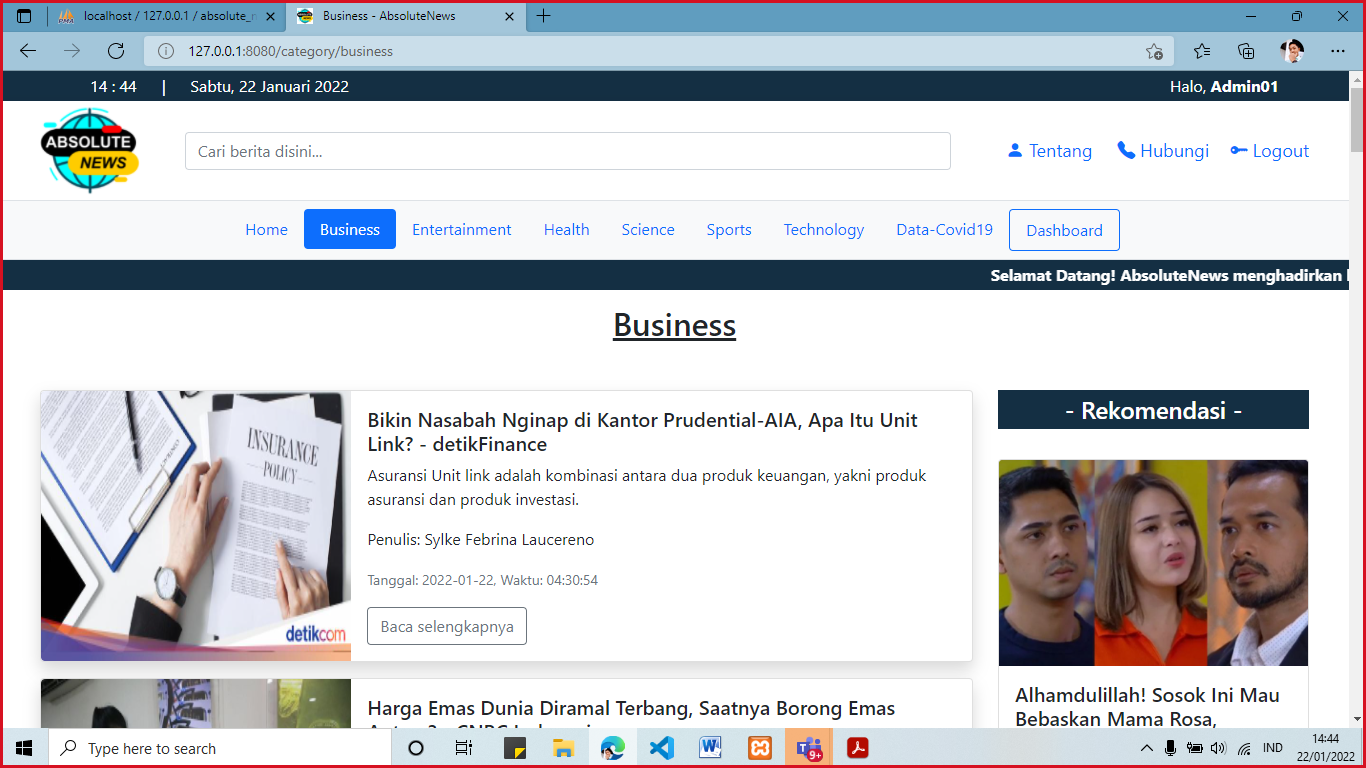 localhost / 127.0.0.1 / absolute_n
Business - AbsoluteNews
127.0.0.1:8080/category/business
14 : 44 | Sabtu, 22 Januari 2022
Halo, Admin01
ABSOLUTE
NEWS
Cari berita disini...
Tentang
Hubungi
Logout
Home
Business
Entertainment
Health
Science
Sports
Technology
Data-Covid19
Dashboard
Selamat Datang! AbsoluteNews menghadirkan
Business
INSURANCE
POLICY
detikcom
Bikin Nasabah Nginap di Kantor Prudential-AIA, Apa Itu Unit
Link? - detikFinance
Asuransi Unit link adalah kombinasi antara dua produk keuangan, yakni produk
asuransi dan produk investasi.
Penulis: Sylke Febrina Laucereno
Tanggal: 2022-01-22, Waktu: 04:30:54
Baca selengkapnya
- Rekomendasi -
Alhamdulillah! Sosok Ini Mau
Bebaskan Mama Rosa,
Harga Emas Dunia Diramal Terbang, Saatnya Borong Emas
Type here to search
9+
IND
14:44
22/01/2022